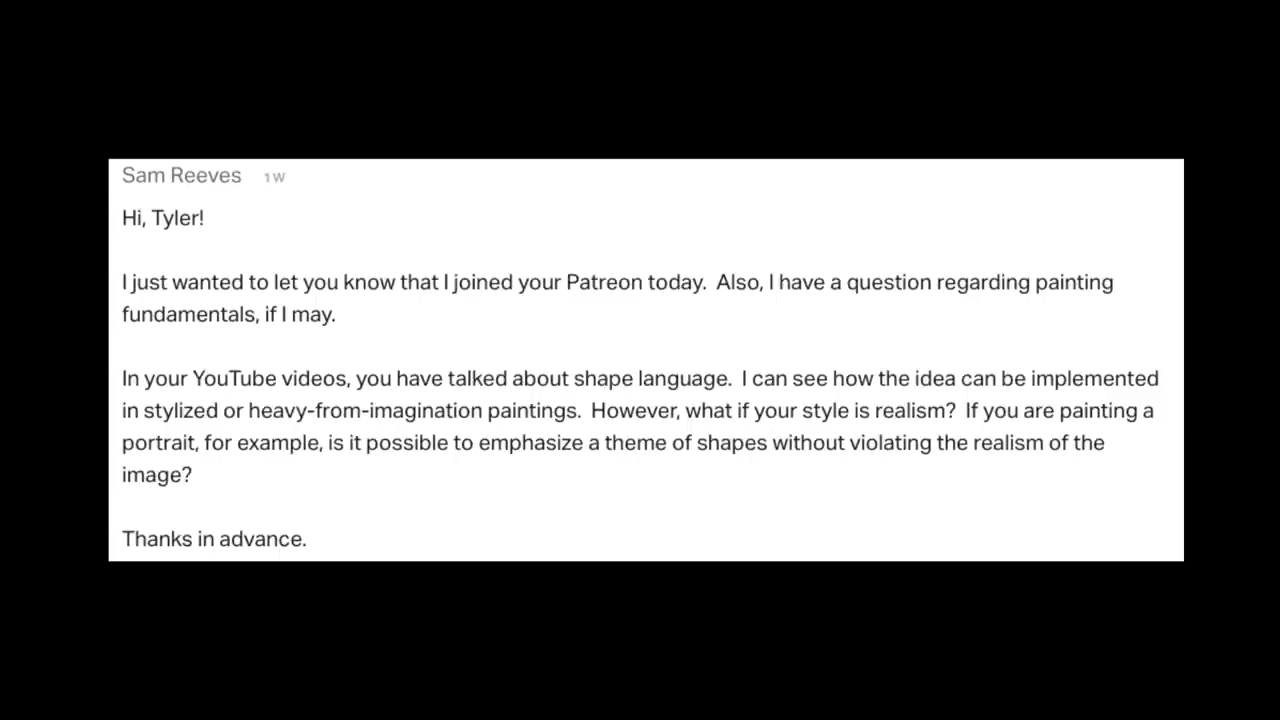 Sam Reeves 1W
Hi, Tyler!
I just wanted to let you know that I joined your Patreon today.  Also, I have a question regarding painting
fundamentals, if I may.
In your YouTube videos, you have talked about shape language.  I can see how the idea can be implemented
in stylized or heavy-from-imagination paintings.  However, what if your style is realism?  If you are painting a
portrait, for example, is it possible to emphasize a theme of shapes without violating the realism of the
image?
Thanks in advance.